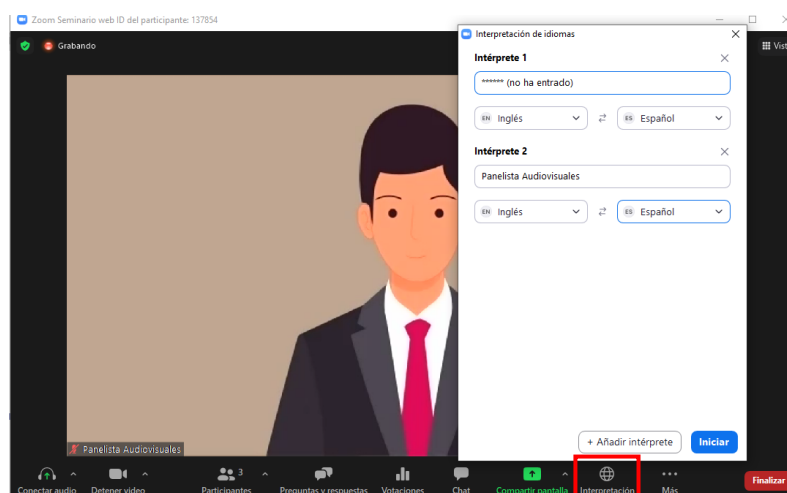 Zoom Seminario web ID del participante: 137854
Grabando
Vist
Interpretación de idiomas
Intérprete 1
****** (no ha entrado)
EN Inglés
ES Español
Intérprete 2
Panelista Audiovisuales
EN Inglés
ES Español
+ Añadir intérprete
Iniciar
Panelista Audiovisuales
Conectar audio
Detener video
3
Participantes
Preguntas y respuestas
Votaciones
Chat
Compartir pantalla
Interpretación
Más
Finalizar